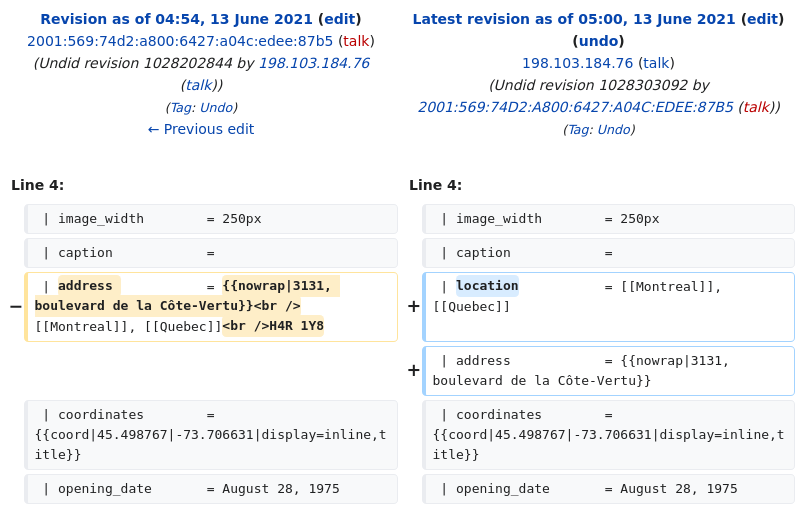 Revision as of 04:54, 13 June 2021 (edit)
2001:569:74d2:a800:6427:a04c:edee:87b5 (talk)
(Undid revision 1028202844 by 198.103.184.76
(talk))
(Tag: Undo)
← Previous edit
Latest revision as of 05:00, 13 June 2021 (edit)
(undo)
198.103.184.76 (talk)
(Undid revision 1028303092 by
2001:569:74D2:A800:6427:A04C:EDEE:87B5 (talk))
(Tag: Undo)
Line 4:
Line 4:
| image_width        = 250px
| image_width        = 250px
| caption            =
| caption            =
− | address            = {{nowrap|3131,
boulevard de la Côte-Vertu}}<br />
[[Montreal]], [[Quebec]]<br />H4R 1Y8
+ | location           = [[Montreal]],
[[Quebec]]
+ | address            = {{nowrap|3131,
boulevard de la Côte-Vertu}}
| coordinates        =
{{coord|45.498767|-73.706631|display=inline,t
itle}}
| coordinates        =
{{coord|45.498767|-73.706631|display=inline,t
itle}}
| opening_date       = August 28, 1975
| opening_date       = August 28, 1975